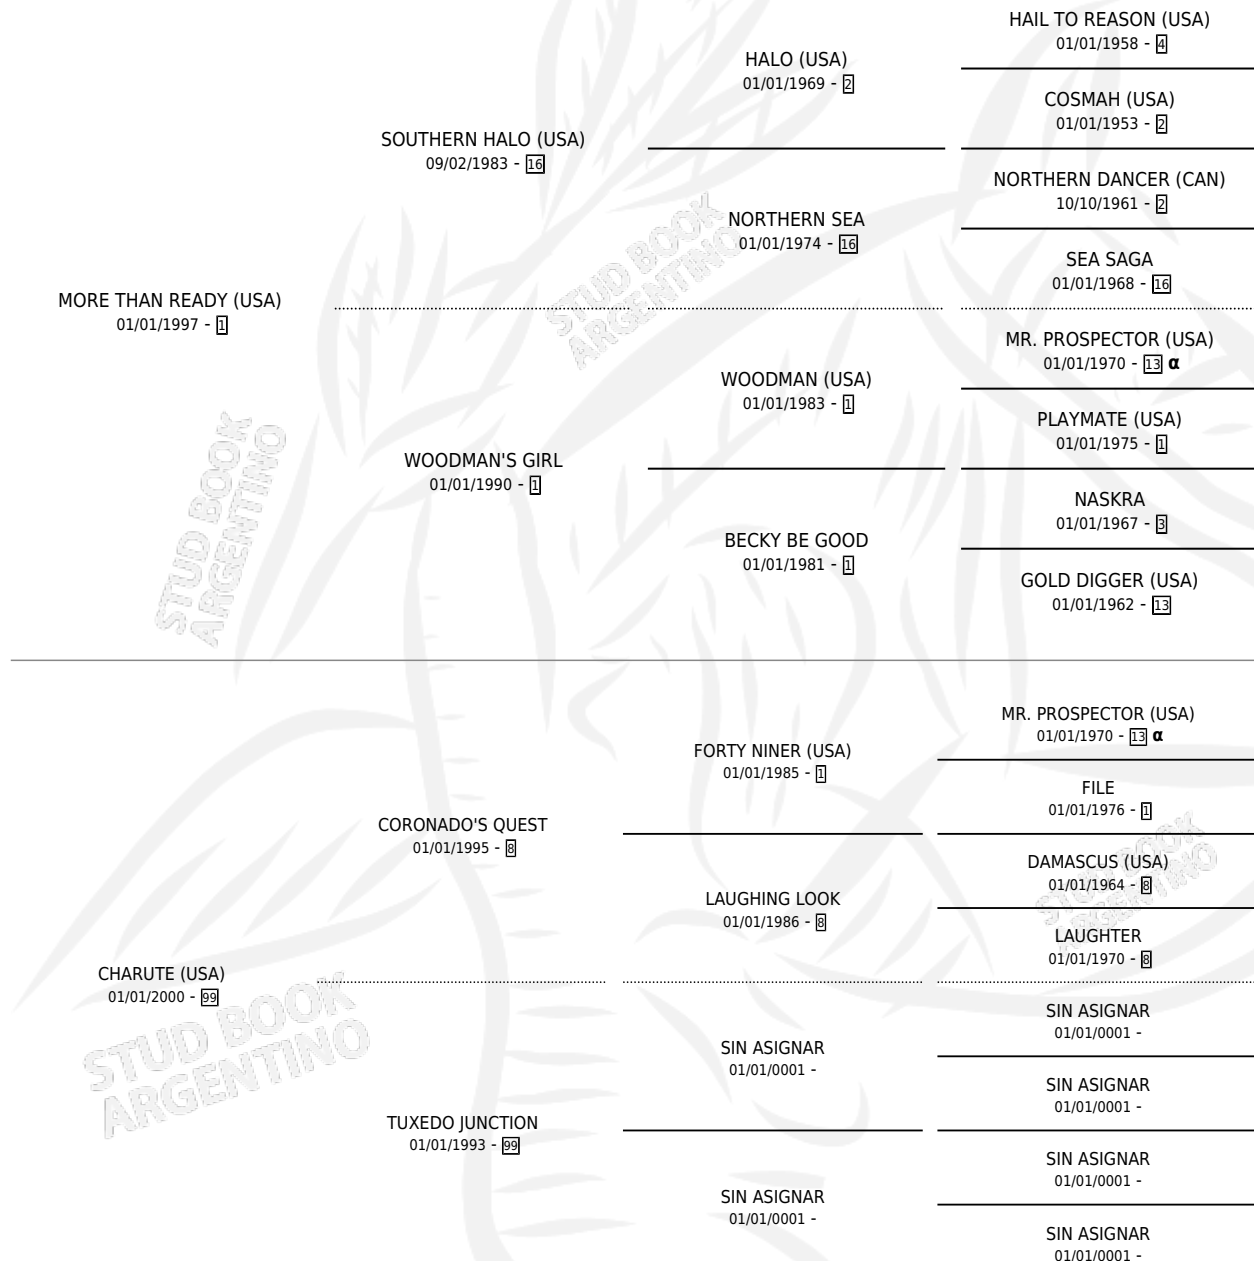 HAIL TO REASON (USA)
01/01/1958 - 4
HALO (USA)
01/01/1969 - 2
COSMAH (USA)
01/01/1953 - 2
SOUTHERN HALO (USA)
09/02/1983 - 16
NORTHERN DANCER (CAN)
10/10/1961 - 2
NORTHERN SEA
01/01/1974 - 16
SEA SAGA
01/01/1968 - 16
MORE THAN READY (USA)
01/01/1997 - 1
MR. PROSPECTOR (USA)
01/01/1970 - 13 α
WOODMAN (USA)
01/01/1983 - 1
PLAYMATE (USA)
01/01/1975 - 1
WOODMAN'S GIRL
01/01/1990 - 1
NASKRA
01/01/1967 - 3
BECKY BE GOOD
01/01/1981 - 1
GOLD DIGGER (USA)
01/01/1962 - 13
STUD BOOK
ARGENTINO
STUD BOOK
ARGENTINO
MR. PROSPECTOR (USA)
01/01/1970 - 13 α
FORTY NINER (USA)
01/01/1985 - 1
FILE
01/01/1976 - 1
CORONADO'S QUEST
01/01/1995 - 8
DAMASCUS (USA)
01/01/1964 - 8
LAUGHING LOOK
01/01/1986 - 8
LAUGHTER
01/01/1970 - 8
STUD BOOK
ARGENTINO
CHARUTE (USA)
01/01/2000 - 99
SIN ASIGNAR
01/01/0001 -
SIN ASIGNAR
01/01/0001 -
SIN ASIGNAR
01/01/0001 -
TUXEDO JUNCTION
01/01/1993 - 99
SIN ASIGNAR
01/01/0001 -
SIN ASIGNAR
01/01/0001 -
SIN ASIGNAR
01/01/0001 -
STUD BOOK
ARGENTINO